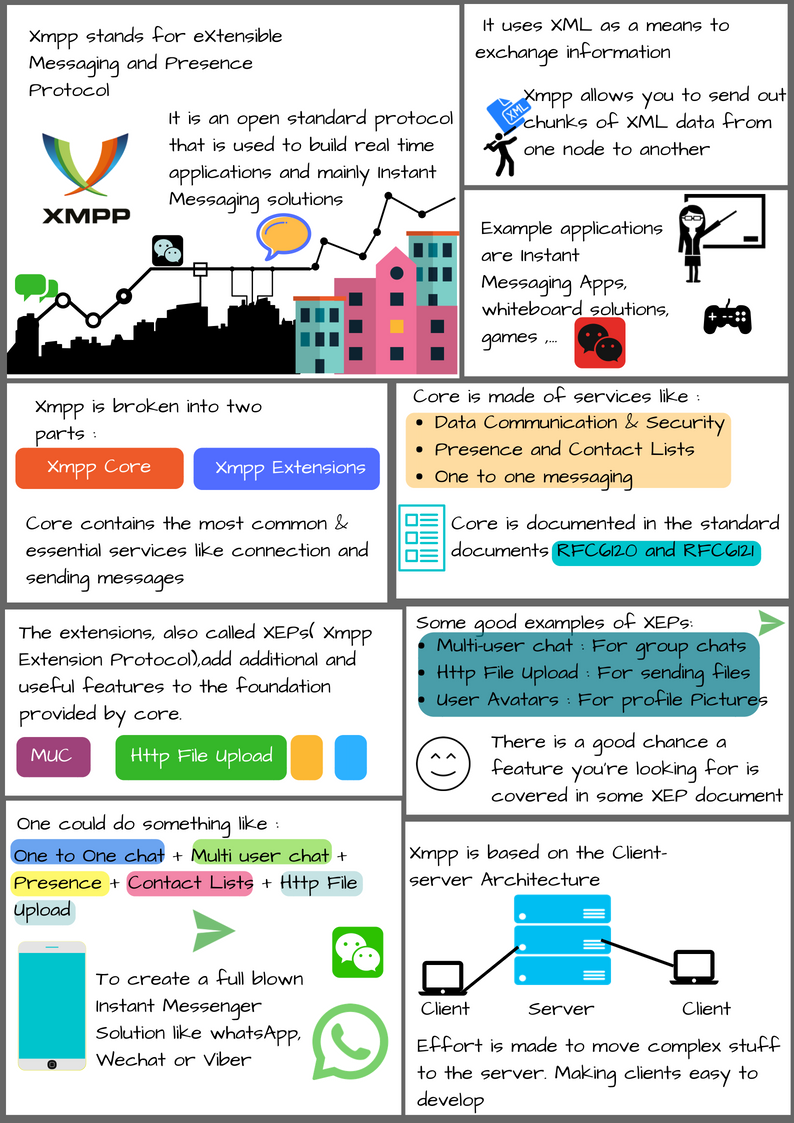 Xmpp stands for eXtensible
Messaging and Presence
Protocol
It is an open standard protocol
that is used to build real time
applications and mainly Instant
Messaging solutions
XMPP
It uses XML as a means to
exchange information
XML
Xmpp allows you to send out
chunks of XML data from
one node to another
Example applications
are Instant
Messaging Apps,
whiteboard solutions,
games ,...
Xmpp is broken into two
parts :
Xmpp Core
Xmpp Extensions
Core contains the most common &
essential services like connection and
sending messages
Core is made of services like :
• Data Communication & Security
• Presence and Contact Lists
• One to one messaging
Core is documented in the standard
documents RFC6120 and RFC6121
The extensions, also called XEPs( Xmpp
Extension Protocol),add additional and
useful features to the foundation
provided by core.
MUC
Http File Upload
Some good examples of XEPs:
• Multi-user chat : For group chats
• Http File Upload : For sending files
• User Avatars : For profile Pictures
There is a good chance a
feature you're looking for is
covered in some XEP document
One could do something like :
One to One chat + Multi user chat +
Presence + Contact Lists + Http File
Upload
To create a full blown
Instant Messenger
Solution like whatsApp,
Wechat or Viber
Xmpp is based on the Client-
server Architecture
Client
Server
Client
Effort is made to move complex stuff
to the server. Making clients easy to
develop